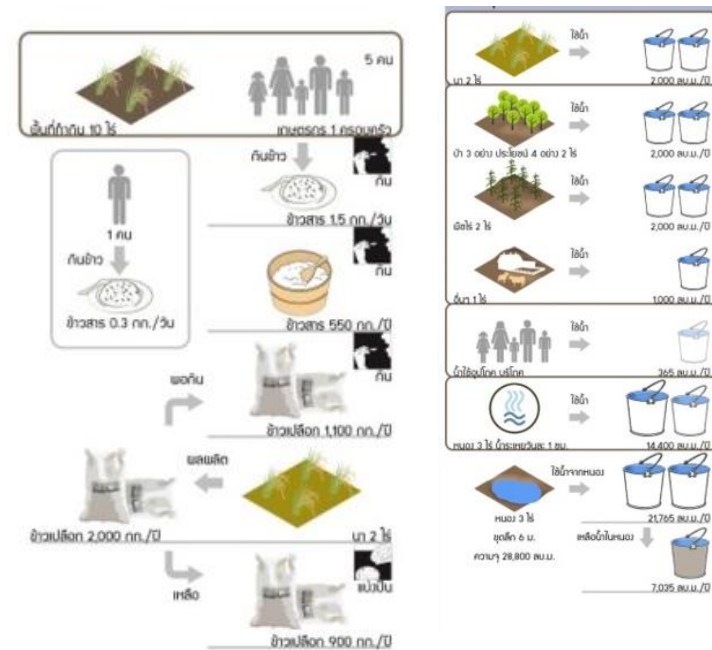 5 คน
พื้นที่ทำกิน 10 ไร่
เกษตรกร 1 ครอบครัว
กินข้าว
กิน
ข้าวสาร 1.5 กก./วัน
1 คน
กินข้าว
ข้าวสาร 0.3 กก./วัน
กิน
ข้าวสาร 550 กก./ปี
พอกิน
กิน
ข้าวเปลือก 1,100 กก./ปี
ผลผลิต
ข้าวเปลือก 2,000 กก./ปี
นา 2 ไร่
เหลือ
แบ่งปัน
ข้าวเปลือก 900 กก./ปี
ใช้น้ำ
นา 2 ไร่
2,000 ลบ.ม./ปี
ใช้น้ำ
ป่า 3 อย่าง ประโยชน์ 4 อย่าง 2 ไร่
2,000 ลบ.ม./ปี
ใช้น้ำ
พืชไร่ 2 ไร่
2,000 ลบ.ม./ปี
ใช้น้ำ
อื่นๆ 1 ไร่
1,000 ลบ.ม./ปี
ใช้น้ำ
น้ำใช้อุปโภค บริโภค
365 ลบ.ม./ปี
ใช้น้ำ
หนอง 3 ไร่ น้ำระเหยวันละ 1 ซม.
14,400 ลบ.ม./ปี
ใช้น้ำจากหนอง
21,765 ลบ.ม./ปี
หนอง 3 ไร่
ขุดลึก 6 ม.
ความจุ 28,800 ลบ.ม.
เหลือน้ำในหนอง
7,035 ลบ.ม./ปี